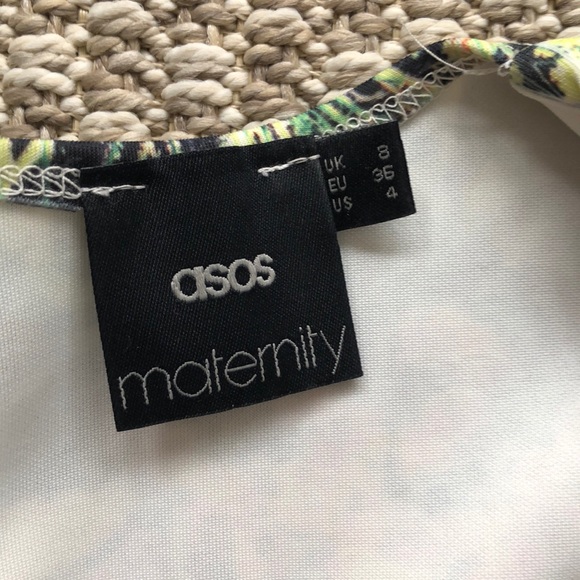 asos
maternity
UK 8
EU 36
US 4